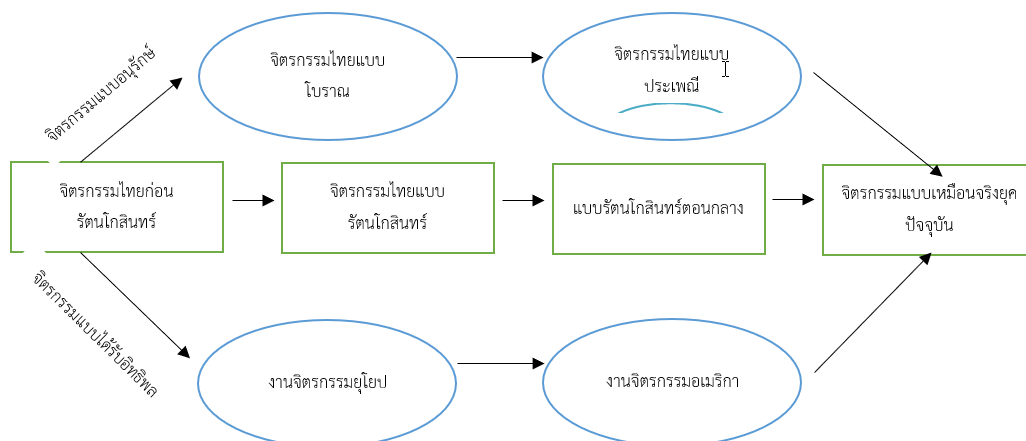 จิตรกรรมแบบอนุรักษ์
จิตรกรรมไทยแบบ
โบราณ
จิตรกรรมไทยแบบ
ประเพณี
จิตรกรรมไทยก่อน
รัตนโกสินทร์
จิตรกรรมไทยแบบ
รัตนโกสินทร์
แบบรัตนโกสินทร์ตอนกลาง
จิตรกรรมแบบเหมือนจริงยุค
ปัจจุบัน
จิตรกรรมแบบได้รับอิทธิพล
งานจิตรกรรมยุโยป
งานจิตรกรรมอเมริกา